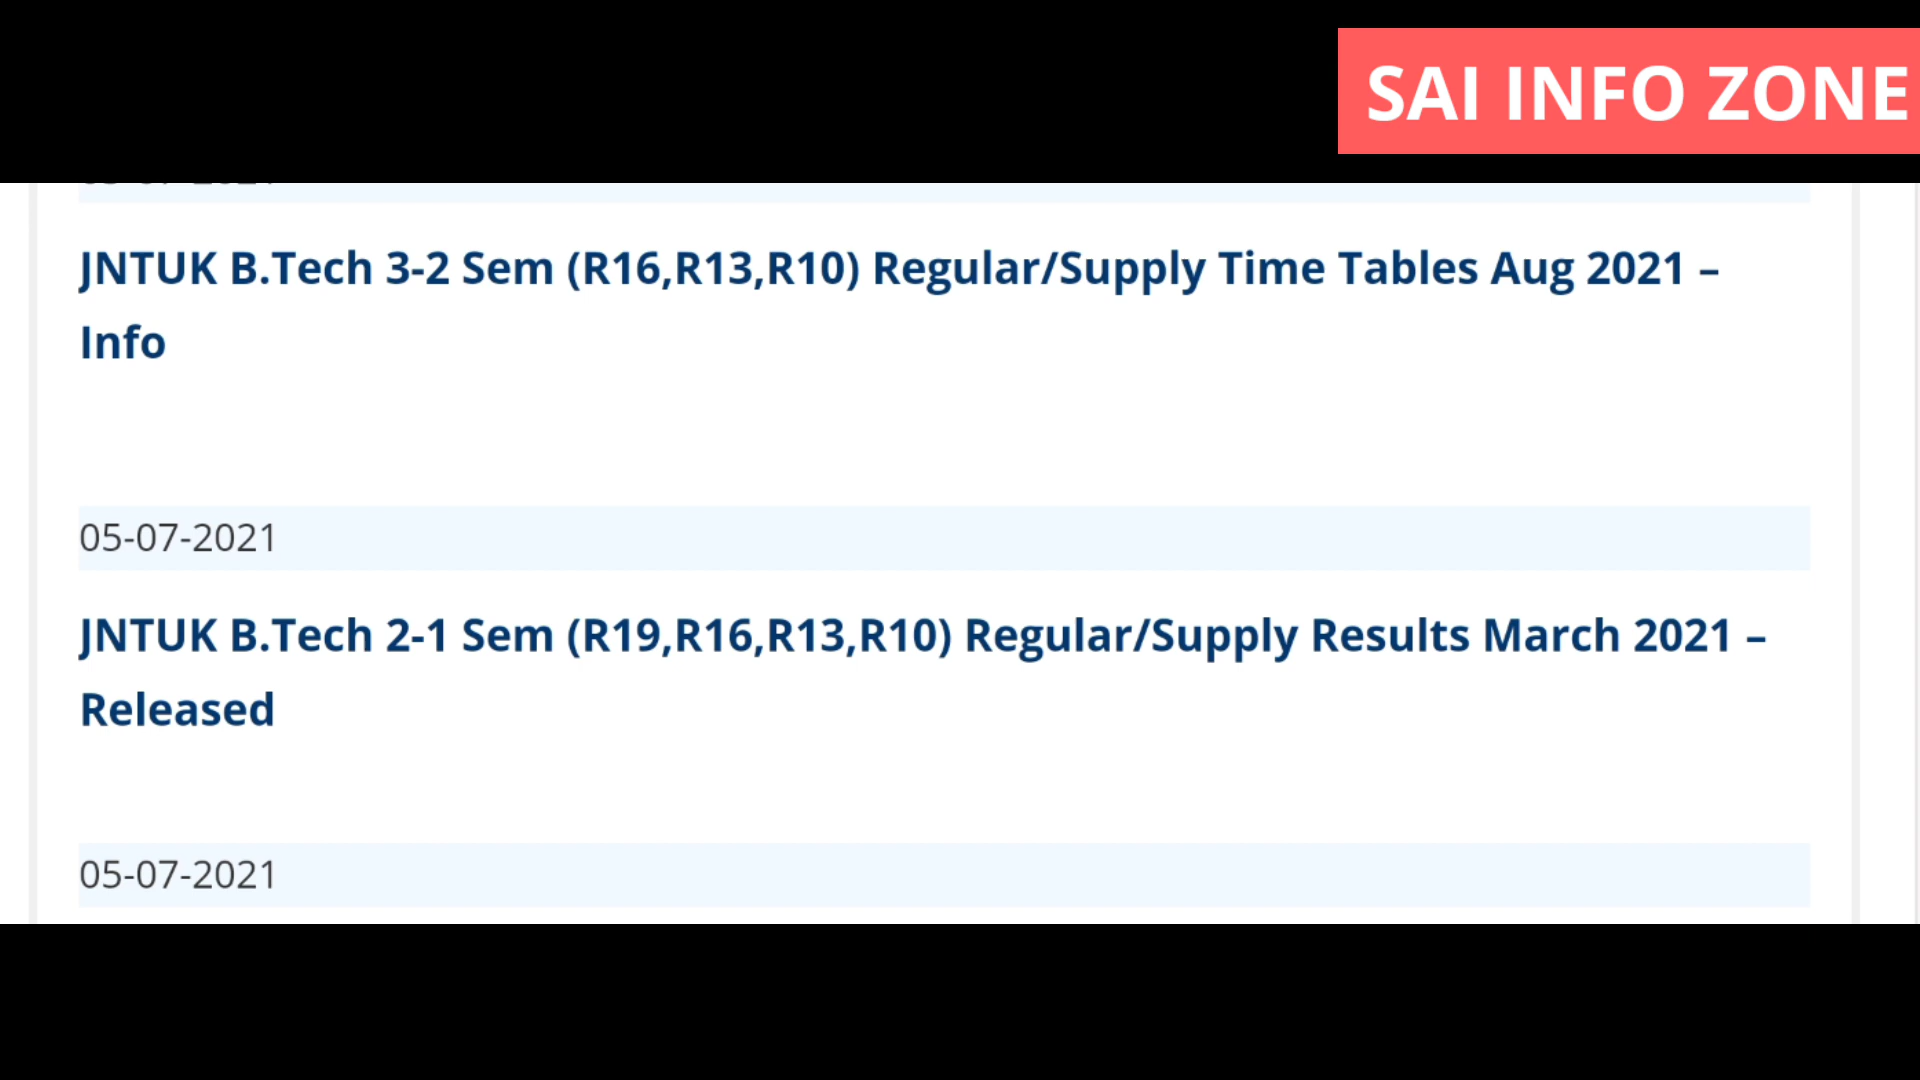 SAI INFO ZONE
JNTUK B.Tech 3-2 Sem (R16,R13,R10) Regular/Supply Time Tables Aug 2021 –
Info
05-07-2021
JNTUK B.Tech 2-1 Sem (R19,R16,R13,R10) Regular/Supply Results March 2021 –
Released
05-07-2021